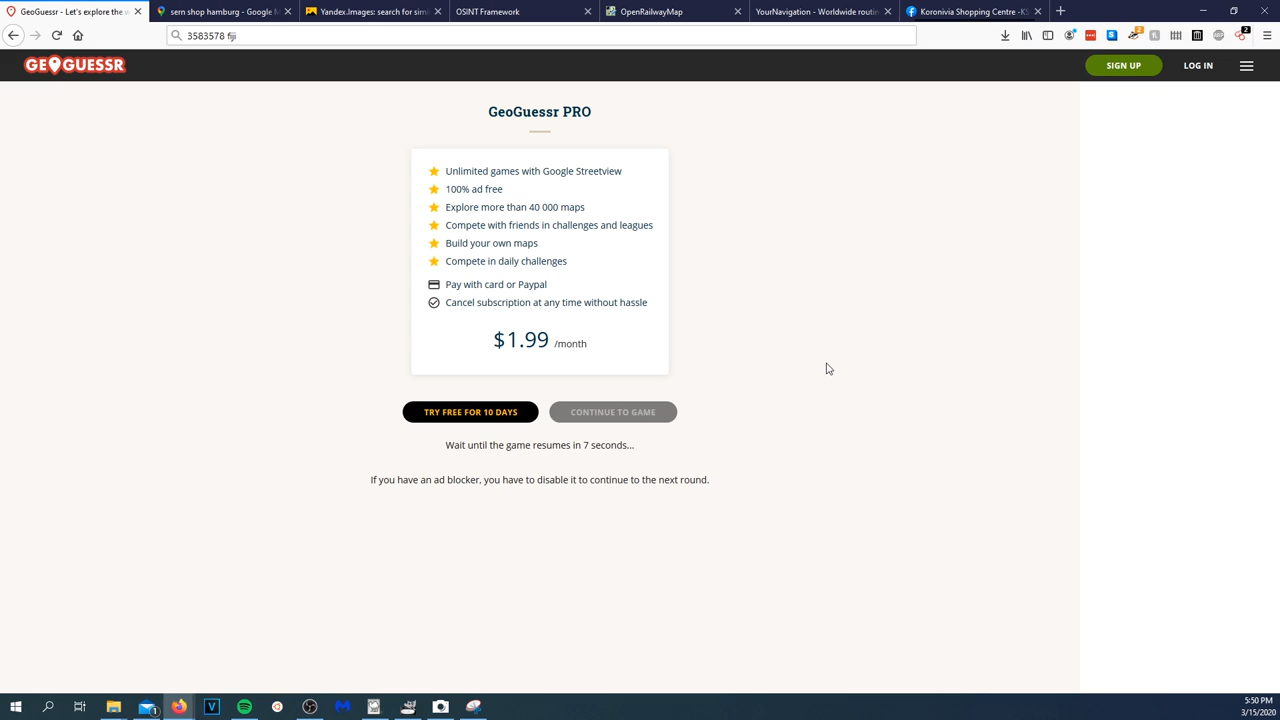 GeoGuessr - Let's explore the w
sern shop hamburg - Google M
Yandex.Images: search for simi
OSINT Framework
OpenRailwayMap
YourNavigation - Worldwide routin
Koronivia Shopping Centre -KS
3583578 fiji
2
2
GEOGUESSR
SIGN UP
LOG IN
GeoGuessr PRO
Unlimited games with Google Streetview
100% ad free
Explore more than 40 000 maps
Compete with friends in challenges and leagues
Build your own maps
Compete in daily challenges
Pay with card or Paypal
Cancel subscription at any time without hassle
$1.99 /month
TRY FREE FOR 10 DAYS
CONTINUE TO GAME
Wait until the game resumes in 7 seconds...
If you have an ad blocker, you have to disable it to continue to the next round.
1
V
5:50 PM
3/15/2020